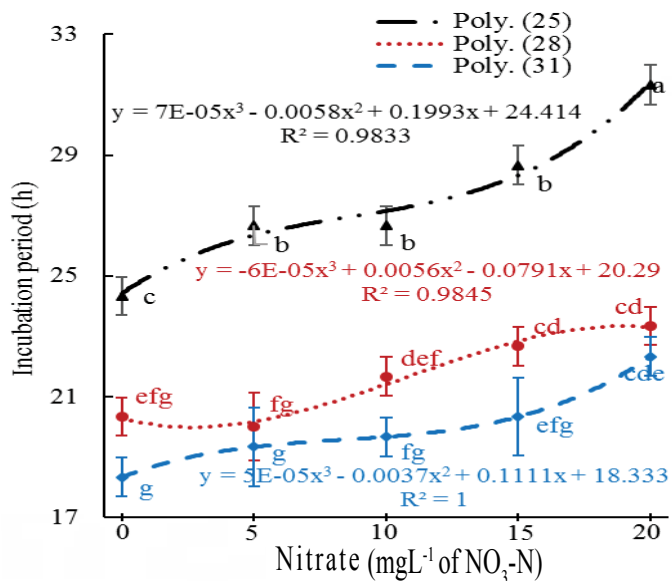 Poly. (25)
Poly. (28)
Poly. (31)
33
29
25
21
17
Incubation period (h)
y = 7E-05x³ - 0.0058x² + 0.1993x + 24.414
R² = 0.9833
a
b
b
b
c
y = -6E-05x³ + 0.0056x² - 0.0791x + 20.29
R² = 0.9845
cd
cd
def
efg
fg
cde
efg
g
fg
g
y = 5E-05x³ - 0.0037x² + 0.1111x + 18.333
R² = 1
0 5 10 15 20
Nitrate (mgL⁻¹ of NO₃-N)